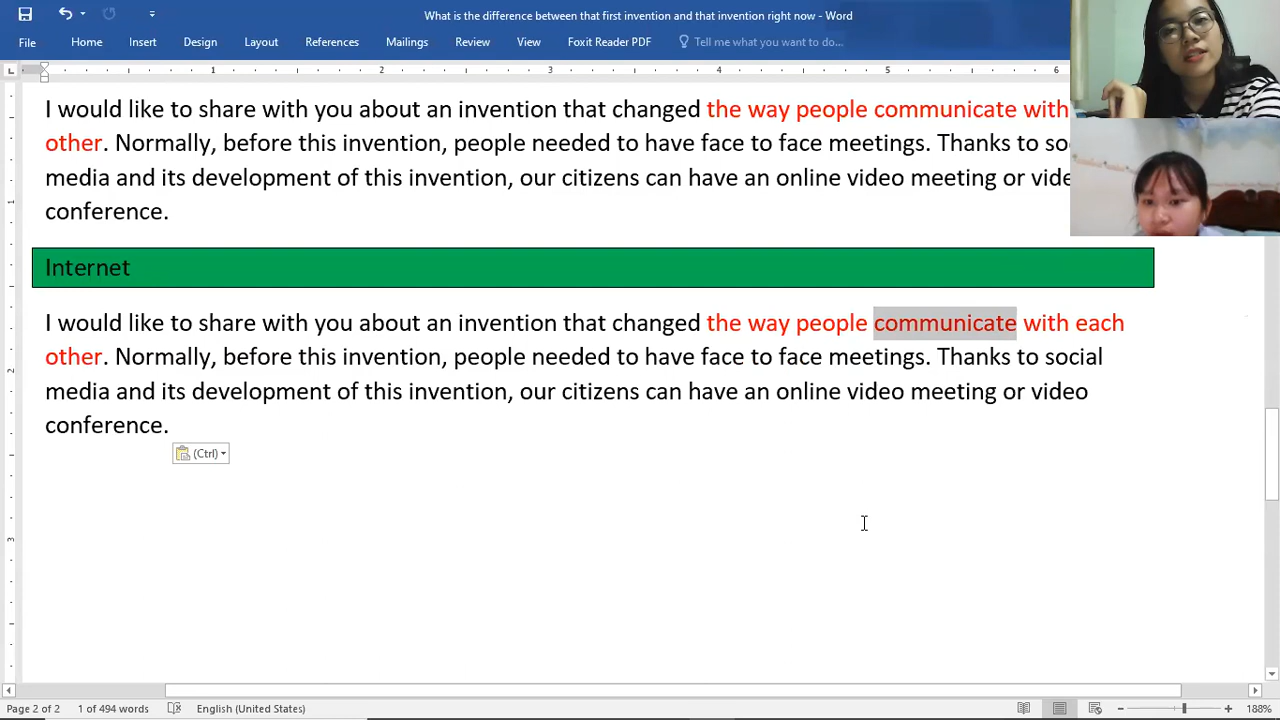 What is the difference between that first invention and that invention right now - Word
File Home Insert Design Layout References Mailings Review View Foxit Reader PDF Tell me what you want to do...
1 2 3 4 5 6
I would like to share with you about an invention that changed the way people communicate with
other. Normally, before this invention, people needed to have face to face meetings. Thanks to
media and its development of this invention, our citizens can have an online video meeting or
conference.
Internet
I would like to share with you about an invention that changed the way people communicate with each
other. Normally, before this invention, people needed to have face to face meetings. Thanks to social
media and its development of this invention, our citizens can have an online video meeting or video
conference.
(Ctrl)
Page 2 of 2 1 of 494 words English (United States) 188%